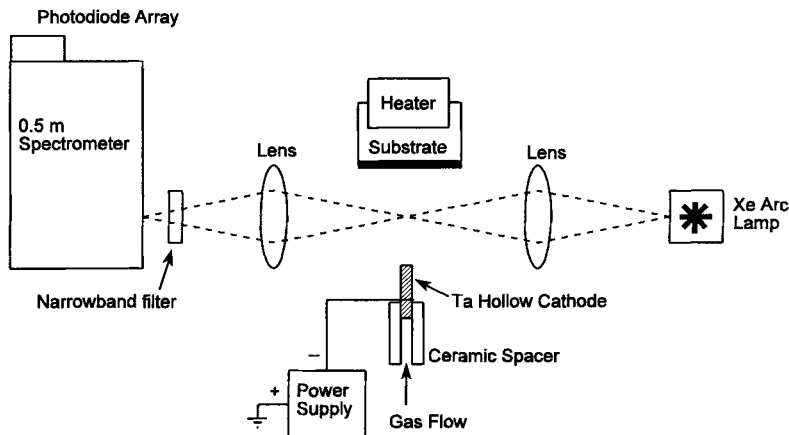 Photodiode Array
0.5 m
Spectrometer
Heater
Substrate
Lens
Lens
Xe Arc
Lamp
Narrowband filter
Ta Hollow Cathode
Ceramic Spacer
−
+
Power
Supply
Gas Flow